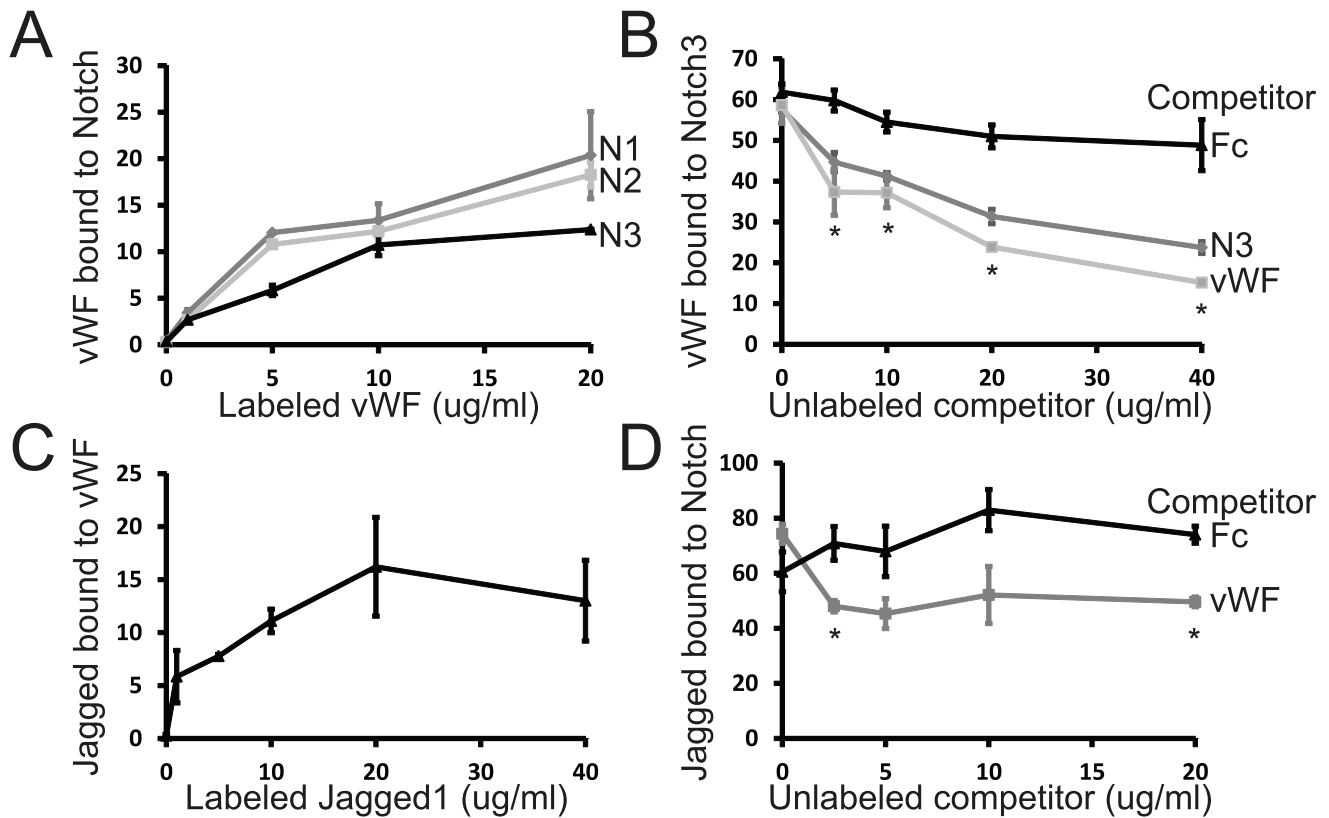 A
vWF bound to Notch
30
25
20
15
10
5
0
N1
N2
N3
0 5 10 15 20
Labeled vWF (ug/ml)
B
vWF bound to Notch3
70
60
50
40
30
20
10
0
Competitor
Fc
N3
vWF
* * * *
0 10 20 30 40
Unlabeled competitor (ug/ml)
C
Jagged bound to vWF
25
20
15
10
5
0
0 10 20 30 40
Labeled Jagged1 (ug/ml)
D
Jagged bound to Notch
100
80
60
40
20
0
Competitor
Fc
vWF
* *
0 5 10 15 20
Unlabeled competitor (ug/ml)